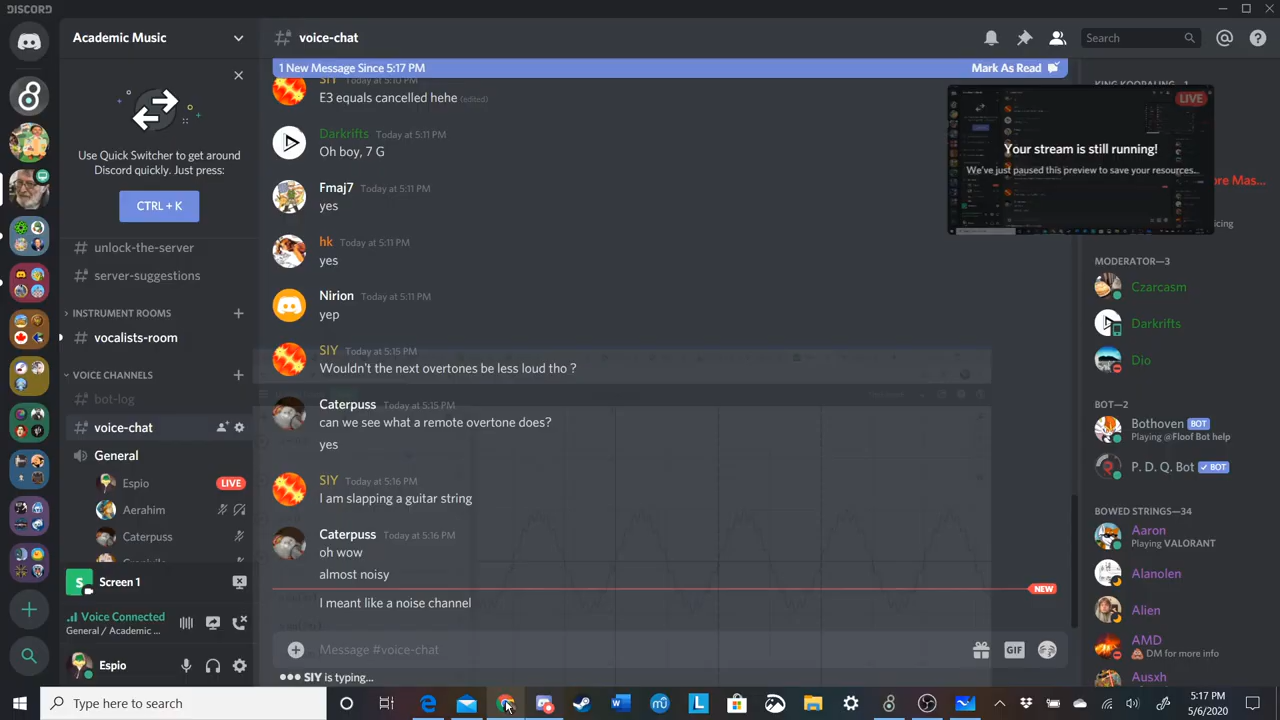 DISCORD
Academic Music
voice-chat
Search
1 New Message Since 5:17 PM
Mark As Read
Use Quick Switcher to get around
Discord quickly. Just press:
CTRL + K
unlock-the-server
server-suggestions
INSTRUMENT ROOMS
vocalists-room
VOICE CHANNELS
bot-log
voice-chat
General
Espio
LIVE
Aerahim
Caterpuss
Screen 1
Voice Connected
General / Academic ...
Espio
SIY Today at 5:10 PM
E3 equals cancelled hehe (edited)
Darkrifts Today at 5:11 PM
Oh boy, 7 G
Fmaj7 Today at 5:11 PM
yes
hk Today at 5:11 PM
yes
Nirion Today at 5:11 PM
yep
SIY Today at 5:15 PM
Wouldn't the next overtones be less loud tho ?
Caterpuss Today at 5:15 PM
can we see what a remote overtone does?
yes
SIY Today at 5:16 PM
I am slapping a guitar string
Caterpuss Today at 5:16 PM
oh wow
almost noisy
NEW
I meant like a noise channel
Message #voice-chat
GIF
SIY is typing...
LIVE
Your stream is still running!
We've just paused this preview to save your resources.
ore Mas...
MODERATOR—3
Czarcasm
Darkrifts
Dio
BOT—2
Bothoven BOT
Playing @Floof Bot help
P. D. Q. Bot BOT
BOWED STRINGS—34
Aaron
Playing VALORANT
Alanolen
Alien
AMD
DM for more info
Ausxh
Type here to search
5:17 PM
5/6/2020